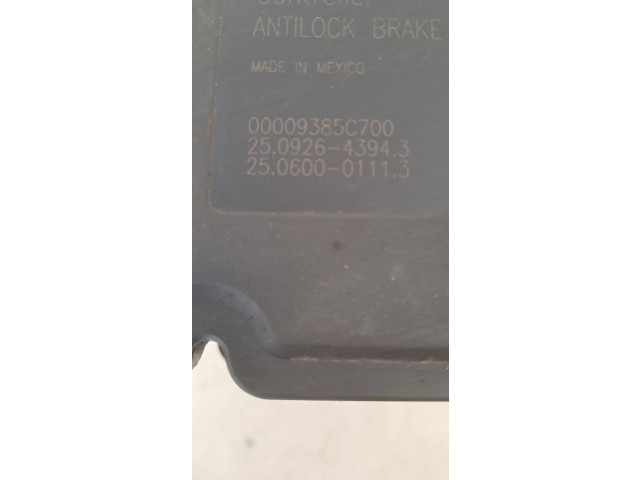 ANTILOCK BRAKE
MADE IN MEXICO
00009385C700
25.0926-4394.3
25.0600-0111.3